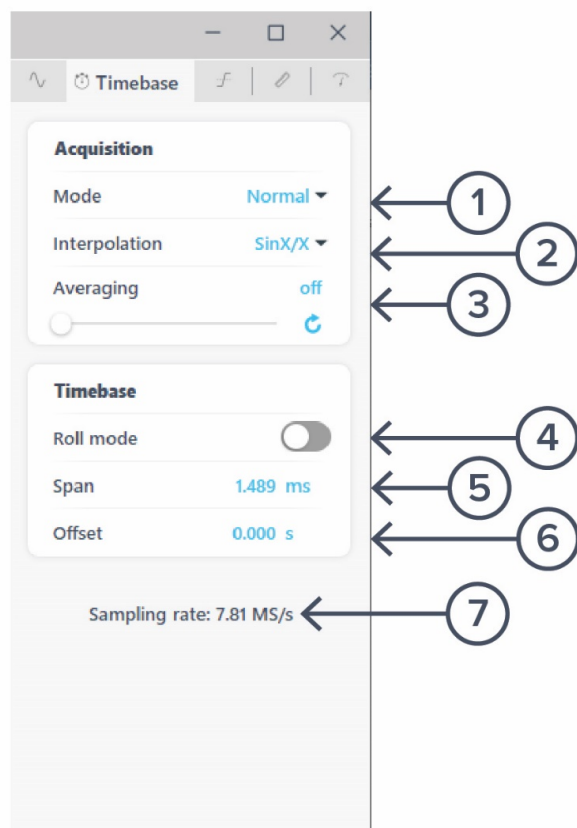 Timebase
Acquisition
Mode Normal 1
Interpolation SinX/X 2
Averaging off 3
Timebase
Roll mode 4
Span 1.489 ms 5
Offset 0.000 s 6
Sampling rate: 7.81 MS/s 7